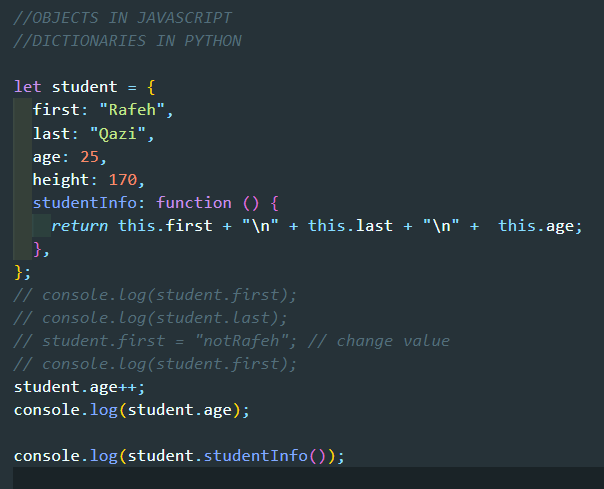 //OBJECTS IN JAVASCRIPT
//DICTIONARIES IN PYTHON

let student = {
  first: "Rafeh",
  last: "Qazi",
  age: 25,
  height: 170,
  studentInfo: function () {
    return this.first + "\n" + this.last + "\n" +  this.age;
  },
};
// console.log(student.first);
// console.log(student.last);
// student.first = "notRafeh"; // change value
// console.log(student.first);
student.age++;
console.log(student.age);

console.log(student.studentInfo());